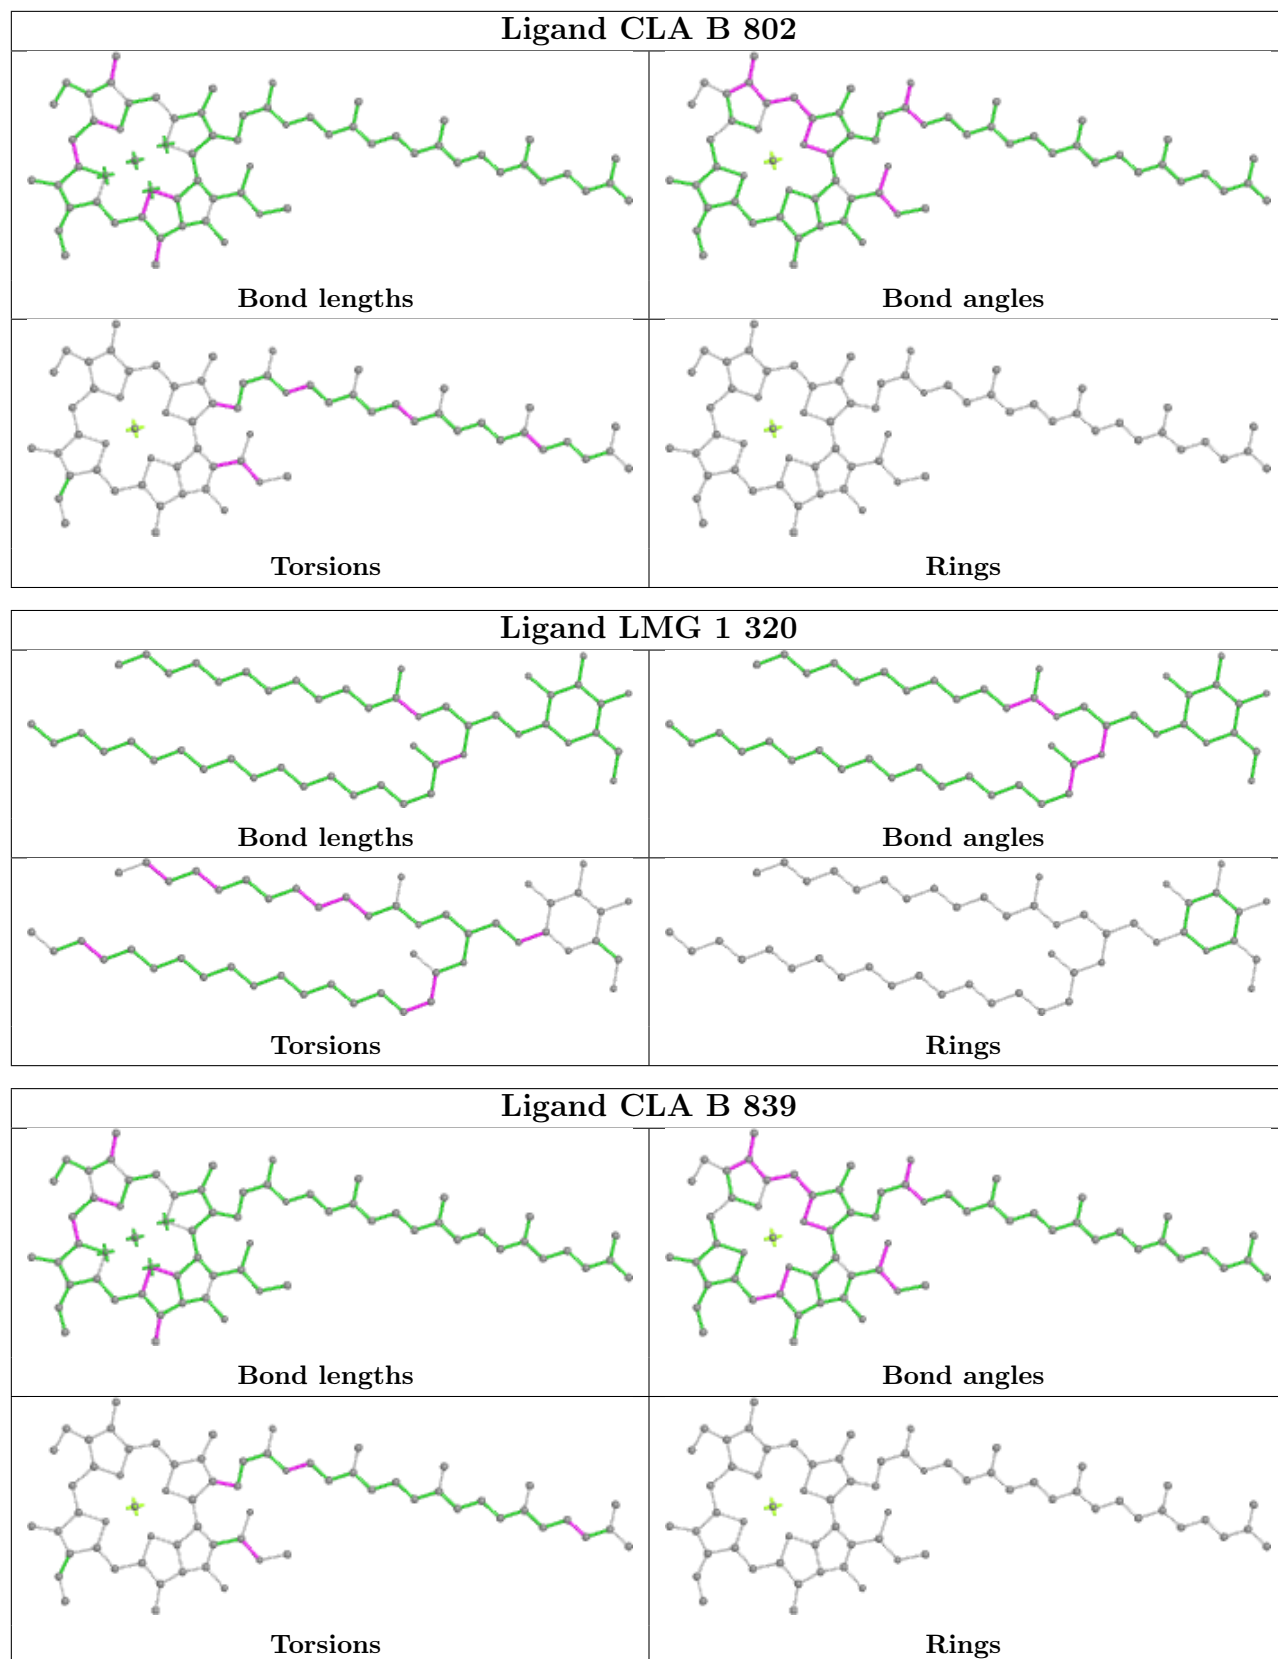 Ligand CLA B 802
Bond lengths
Bond angles
Torsions
Rings
Ligand LMG 1 320
Bond lengths
Bond angles
Torsions
Rings
Ligand CLA B 839
Bond lengths
Bond angles
Torsions
Rings